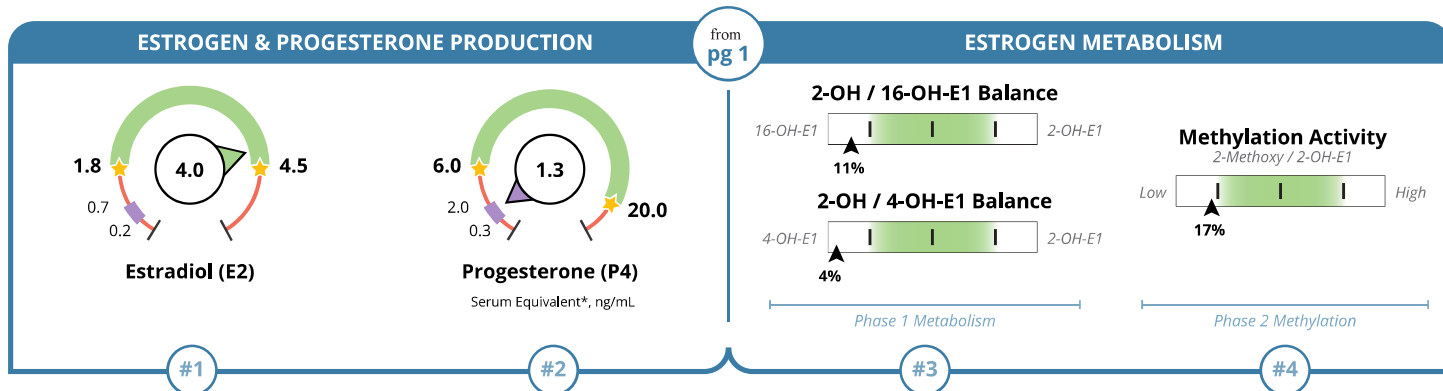 ESTROGEN & PROGESTERONE PRODUCTION
from
pg 1
ESTROGEN METABOLISM
1.8
4.0
4.5
0.7
0.2
Estradiol (E2)
6.0
1.3
20.0
2.0
0.3
Progesterone (P4)
Serum Equivalent*, ng/mL
2-OH / 16-OH-E1 Balance
16-OH-E1
2-OH-E1
11%
2-OH / 4-OH-E1 Balance
4-OH-E1
2-OH-E1
4%
Phase 1 Metabolism
Methylation Activity
2-Methoxy / 2-OH-E1
Low
High
17%
Phase 2 Methylation
#1
#2
#3
#4